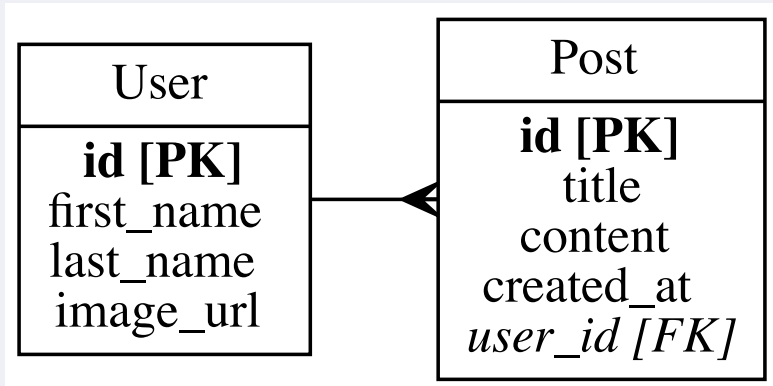 User
id [PK]
first_name
last_name
image_url
Post
id [PK]
title
content
created_at
user_id [FK]